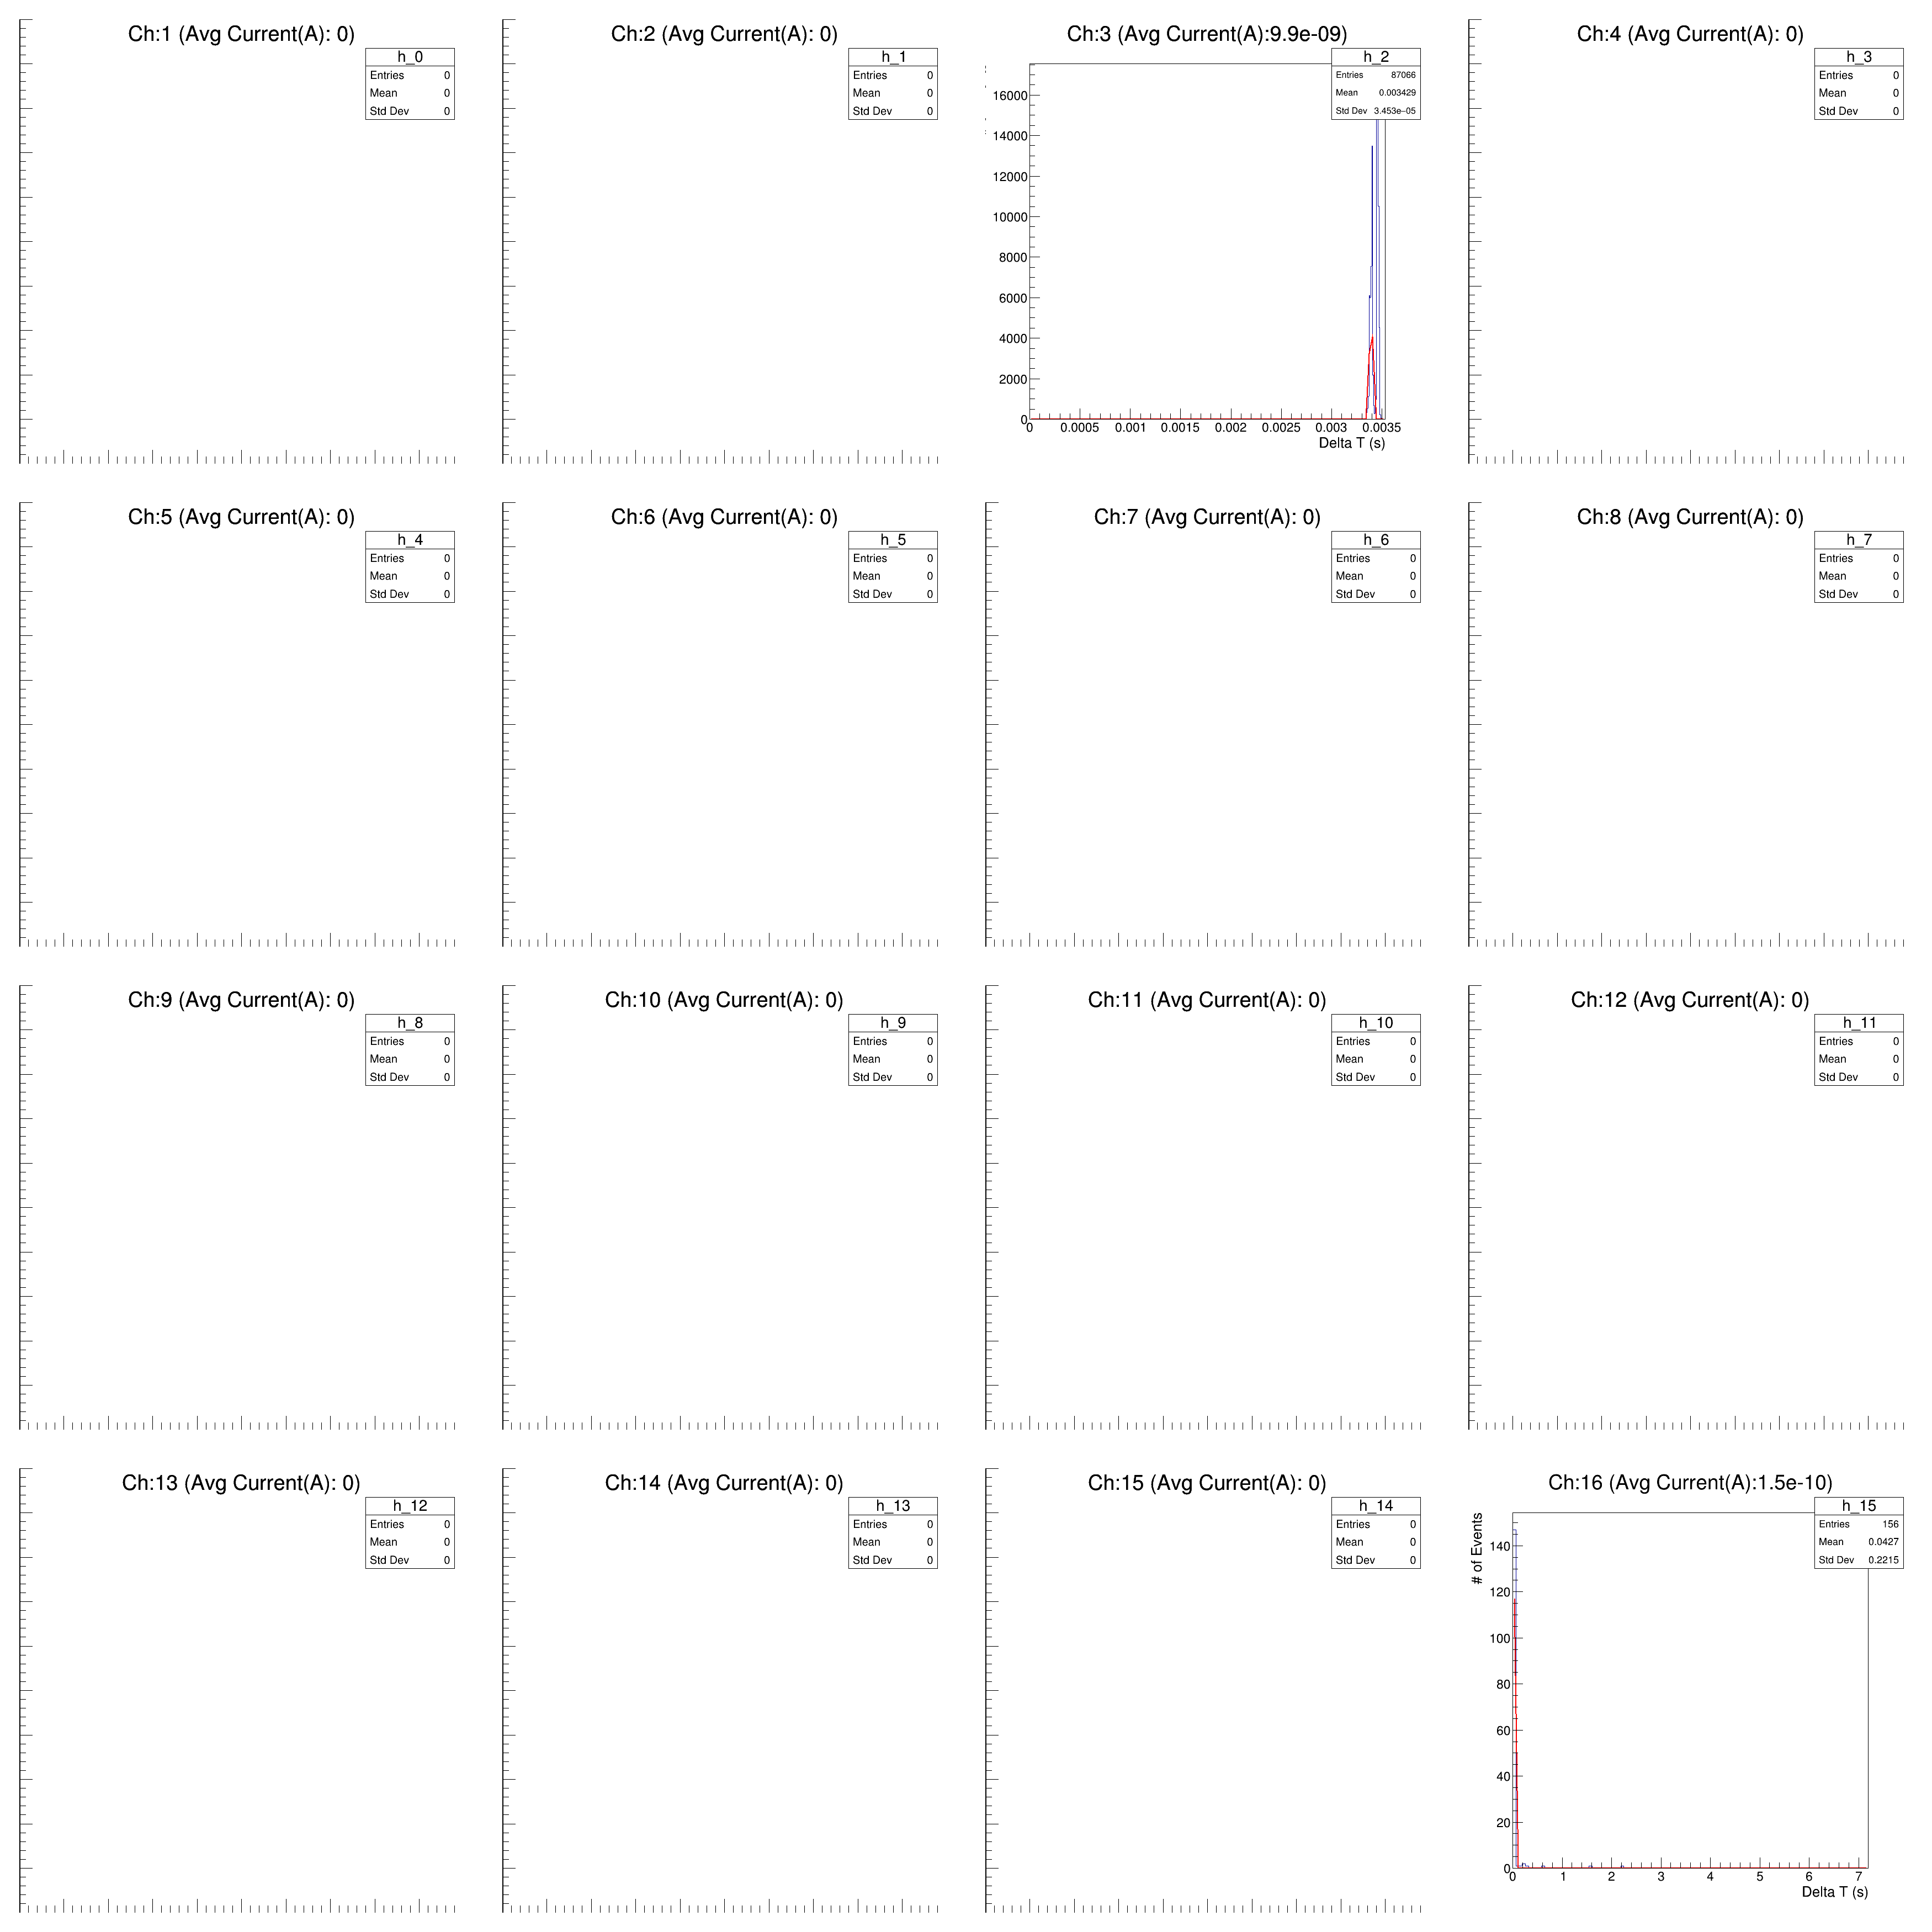 Ch:1 (Avg Current(A): 0)
h_0
Entries 0
Mean 0
Std Dev 0
Ch:2 (Avg Current(A): 0)
h_1
Entries 0
Mean 0
Std Dev 0
Ch:3 (Avg Current(A):9.9e-09)
h_2
Entries 87066
Mean 0.003429
Std Dev 3.453e−05
16000
14000
12000
10000
8000
6000
4000
2000
0
0 0.0005 0.001 0.0015 0.002 0.0025 0.003 0.0035
Delta T (s)
Ch:4 (Avg Current(A): 0)
h_3
Entries 0
Mean 0
Std Dev 0
Ch:5 (Avg Current(A): 0)
h_4
Entries 0
Mean 0
Std Dev 0
Ch:6 (Avg Current(A): 0)
h_5
Entries 0
Mean 0
Std Dev 0
Ch:7 (Avg Current(A): 0)
h_6
Entries 0
Mean 0
Std Dev 0
Ch:8 (Avg Current(A): 0)
h_7
Entries 0
Mean 0
Std Dev 0
Ch:9 (Avg Current(A): 0)
h_8
Entries 0
Mean 0
Std Dev 0
Ch:10 (Avg Current(A): 0)
h_9
Entries 0
Mean 0
Std Dev 0
Ch:11 (Avg Current(A): 0)
h_10
Entries 0
Mean 0
Std Dev 0
Ch:12 (Avg Current(A): 0)
h_11
Entries 0
Mean 0
Std Dev 0
Ch:13 (Avg Current(A): 0)
h_12
Entries 0
Mean 0
Std Dev 0
Ch:14 (Avg Current(A): 0)
h_13
Entries 0
Mean 0
Std Dev 0
Ch:15 (Avg Current(A): 0)
h_14
Entries 0
Mean 0
Std Dev 0
Ch:16 (Avg Current(A):1.5e-10)
h_15
Entries 156
Mean 0.0427
Std Dev 0.2215
# of Events
140
120
100
80
60
40
20
0
0 1 2 3 4 5 6 7
Delta T (s)